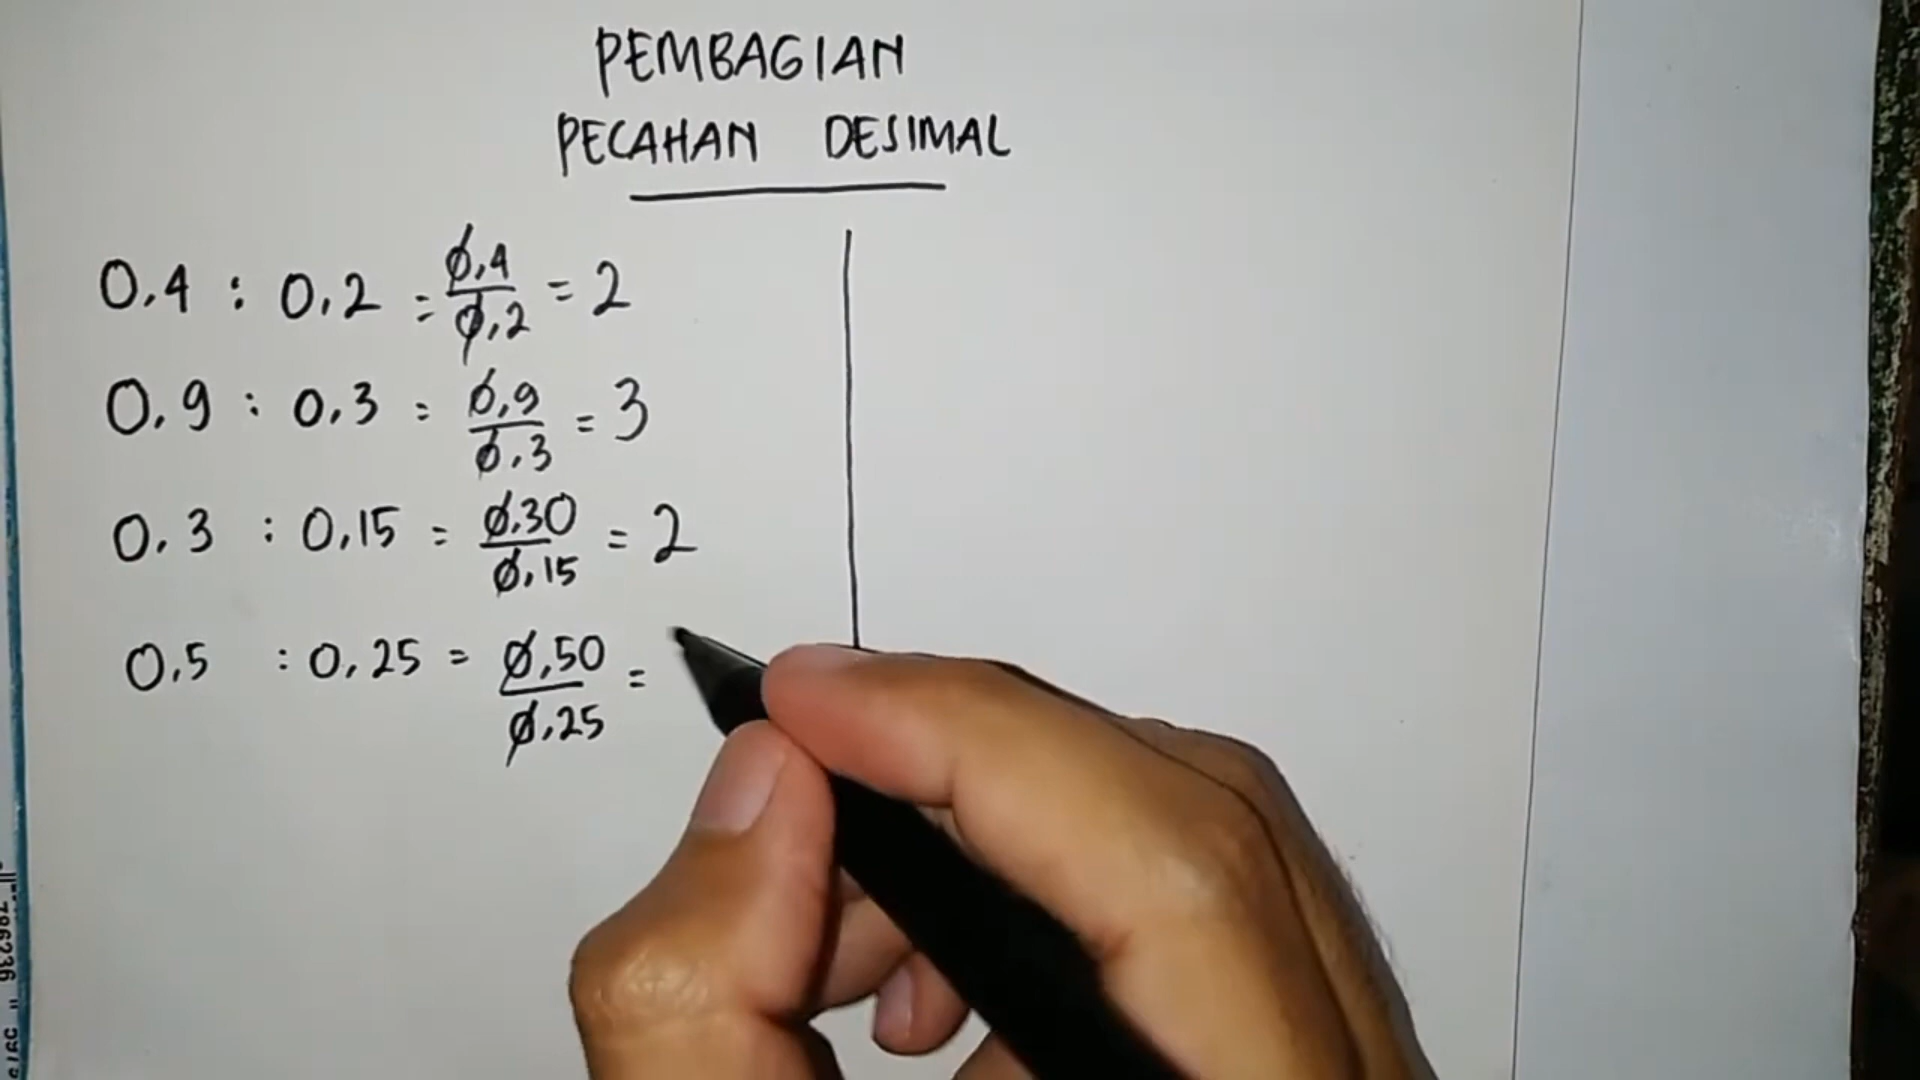 PEMBAGIAN
PECAHAN DESIMAL
0,4 : 0,2 = 0,4/0,2 = 2
0,9 : 0,3 = 0,9/0,3 = 3
0,3 : 0,15 = 0,30/0,15 = 2
0,5 : 0,25 = 0,50/0,25 =